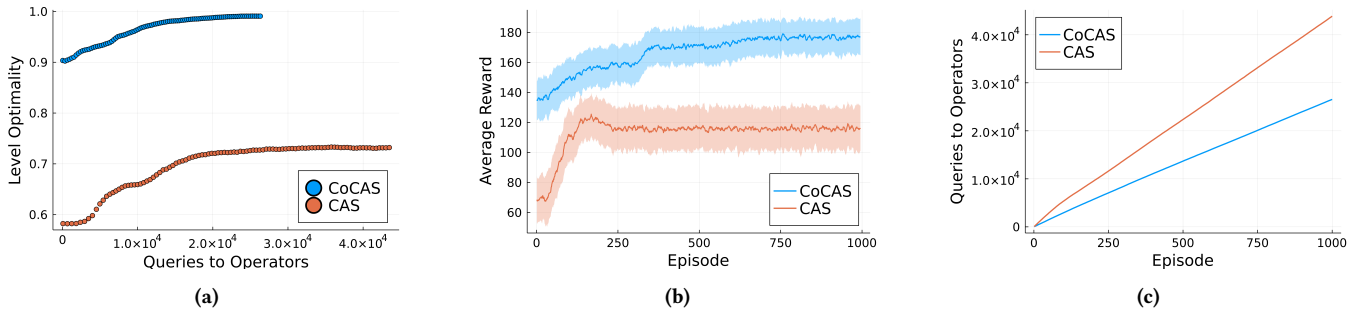 1.0
0.9
0.8
0.7
0.6
Level Optimality
0
1.0×10⁴
2.0×10⁴
3.0×10⁴
4.0×10⁴
Queries to Operators
CoCAS
CAS
(a)
180
160
140
120
100
80
60
Average Reward
0
250
500
750
1000
Episode
CoCAS
CAS
(b)
4.0×10⁴
3.0×10⁴
2.0×10⁴
1.0×10⁴
0
Queries to Operators
0
250
500
750
1000
Episode
CoCAS
CAS
(c)